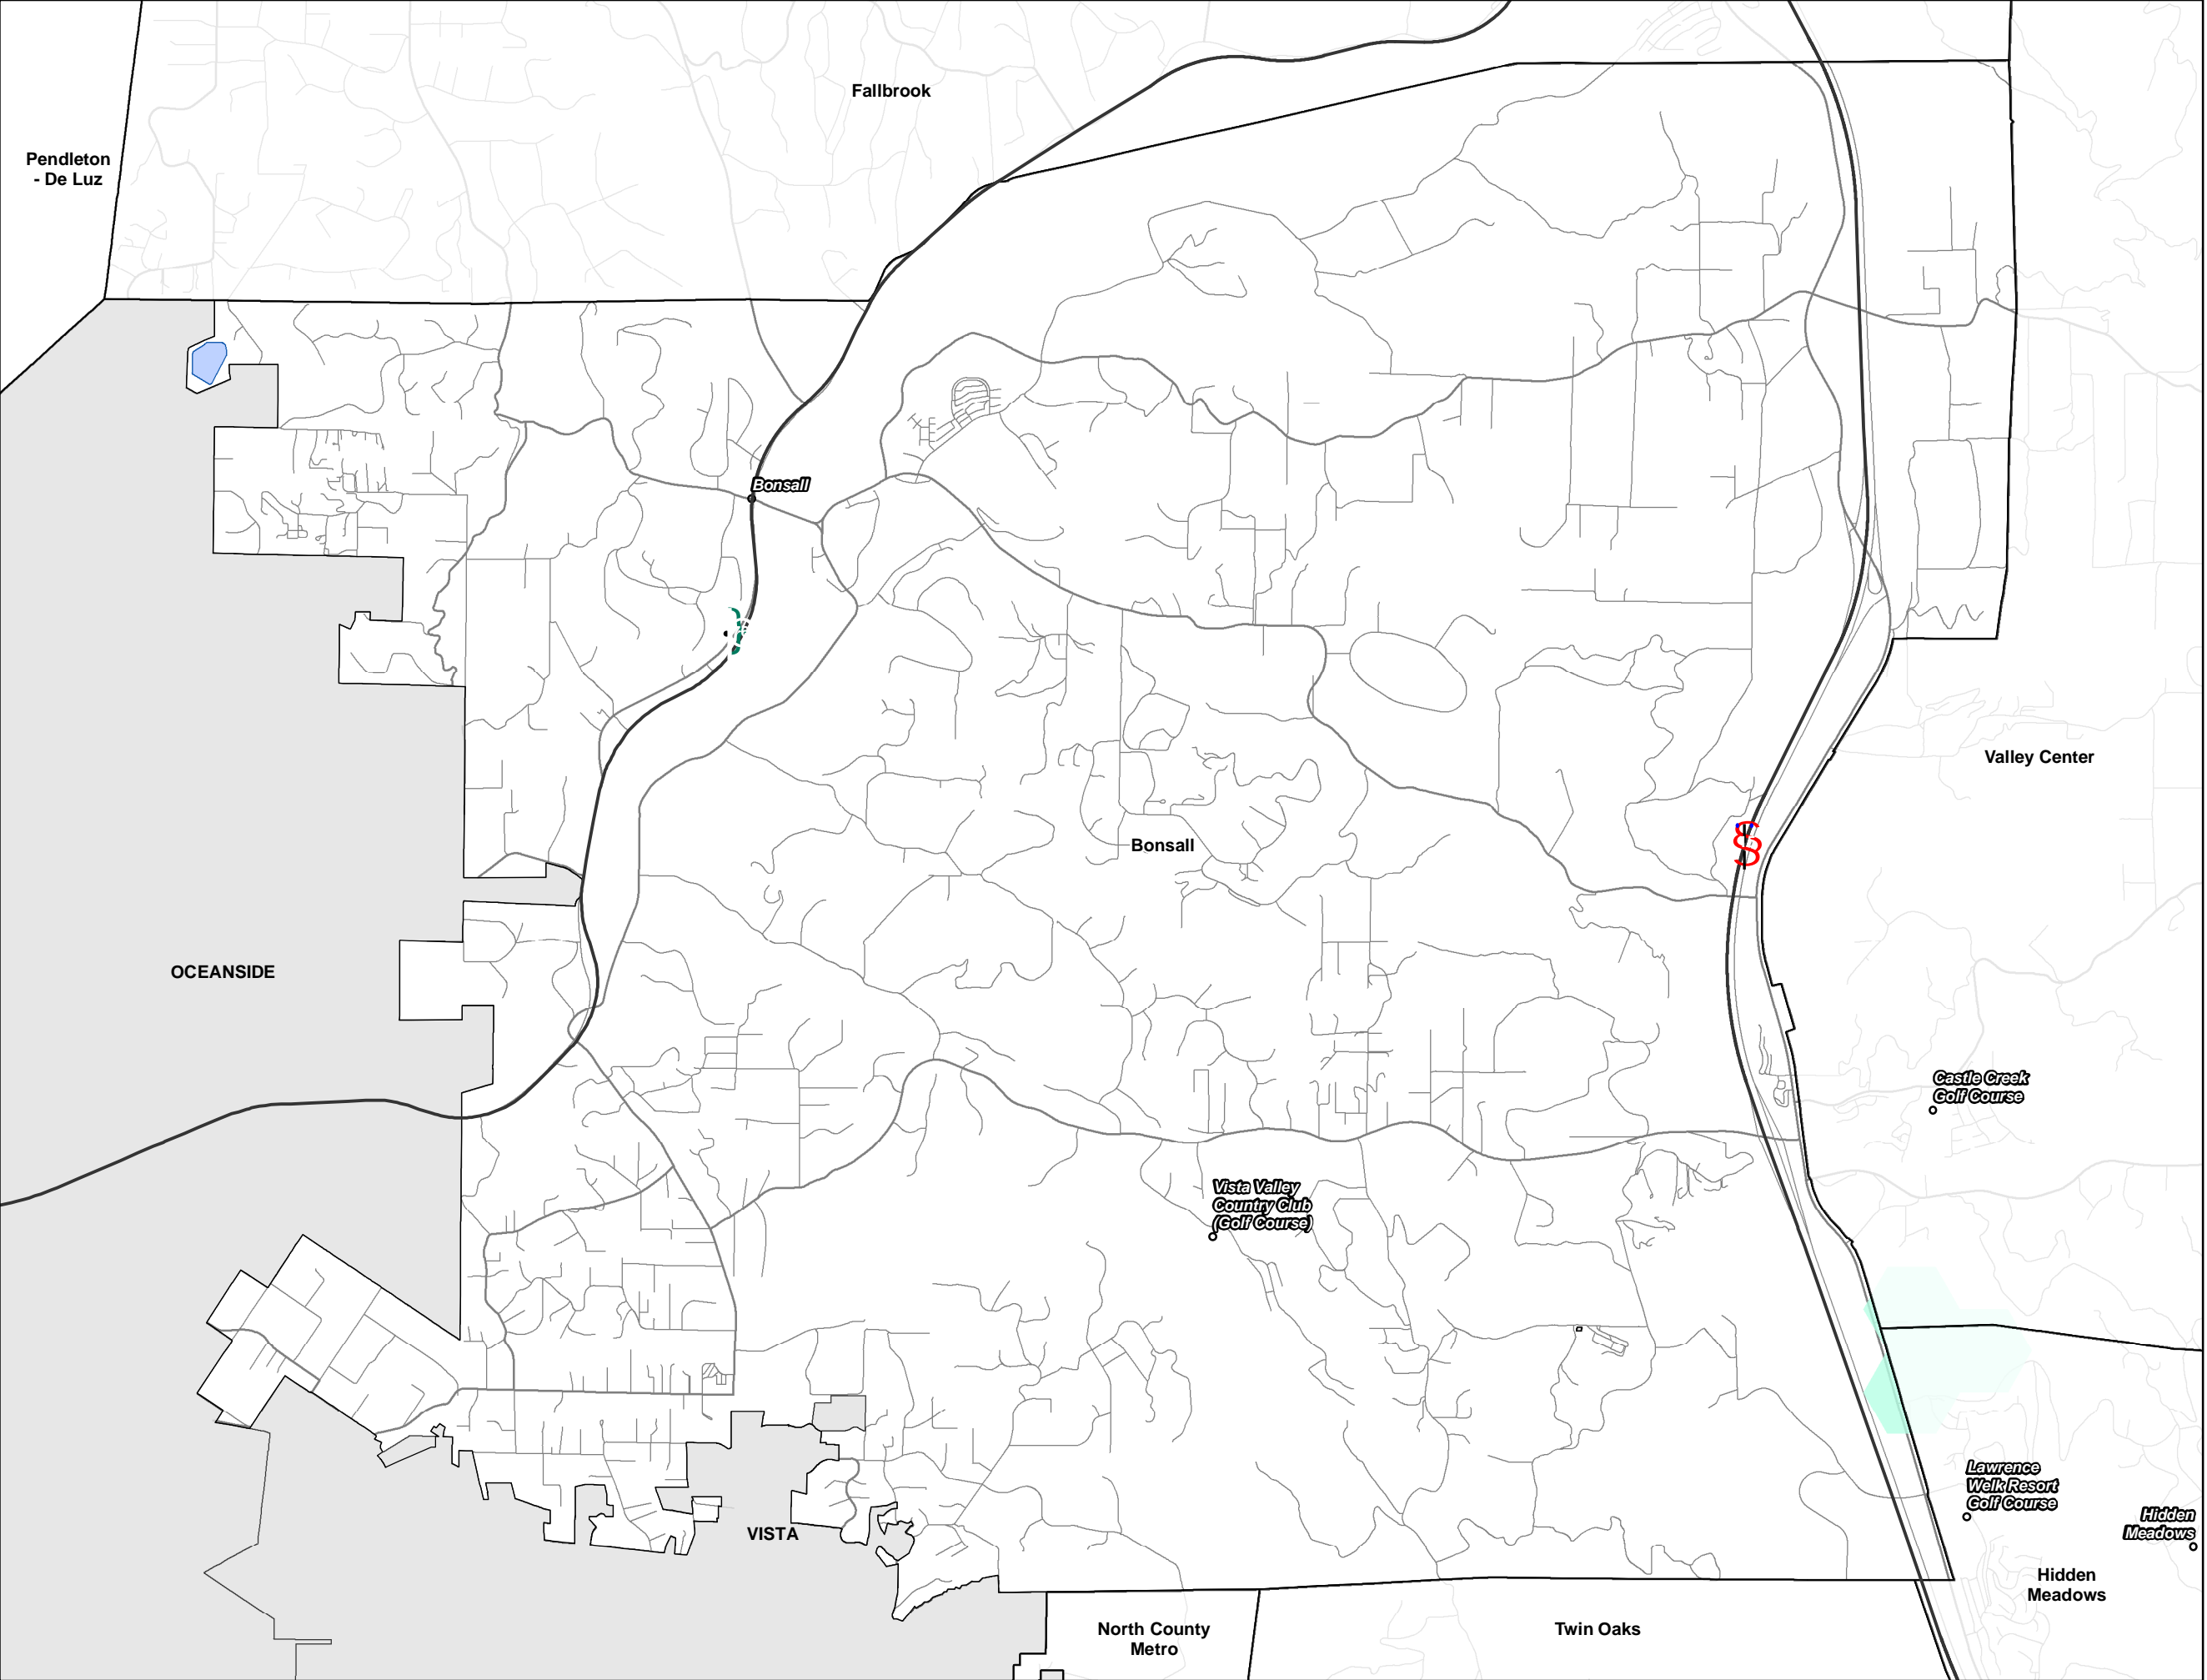 Fallbrook
Pendleton
- De Luz
Bonsall
Valley Center
Bonsall
OCEANSIDE
Castle Creek
Golf Course
Vista Valley
Country Club
(Golf Course)
Lawrence
Welk Resort
Golf Course
Hidden
Meadows
VISTA
Hidden
Meadows
North County
Metro
Twin Oaks